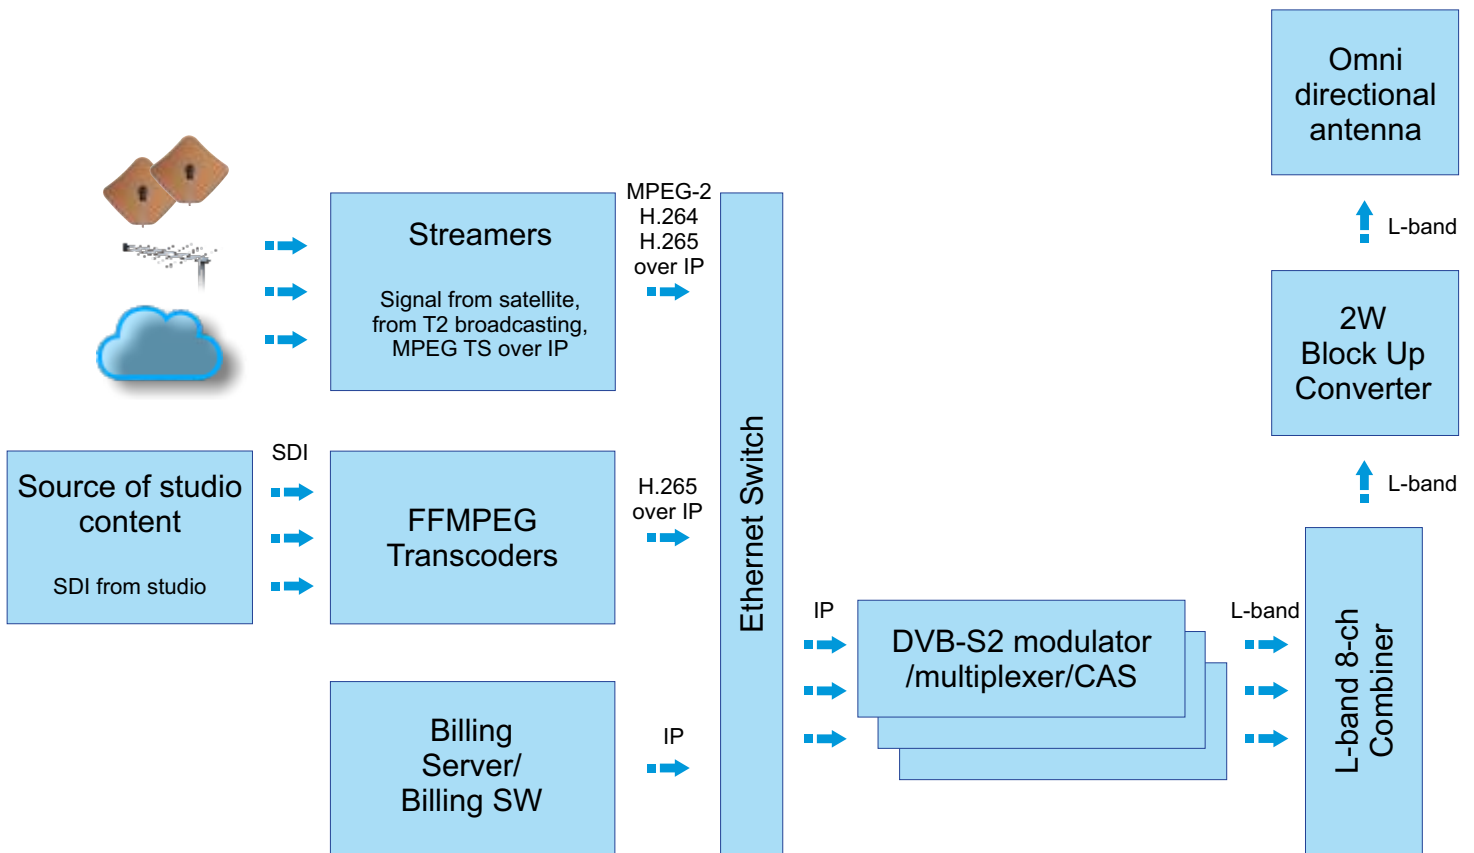 Omni
directional
antenna
L-band
2W
Block Up
Converter
L-band
Streamers
Signal from satellite,
from T2 broadcasting,
MPEG TS over IP
MPEG-2
H.264
H.265
over IP
Source of studio
content
SDI from studio
SDI
FFMPEG
Transcoders
H.265
over IP
Billing
Server/
Billing SW
IP
Ethernet Switch
IP
DVB-S2 modulator
/multiplexer/CAS
L-band
L-band 8-ch
Combiner